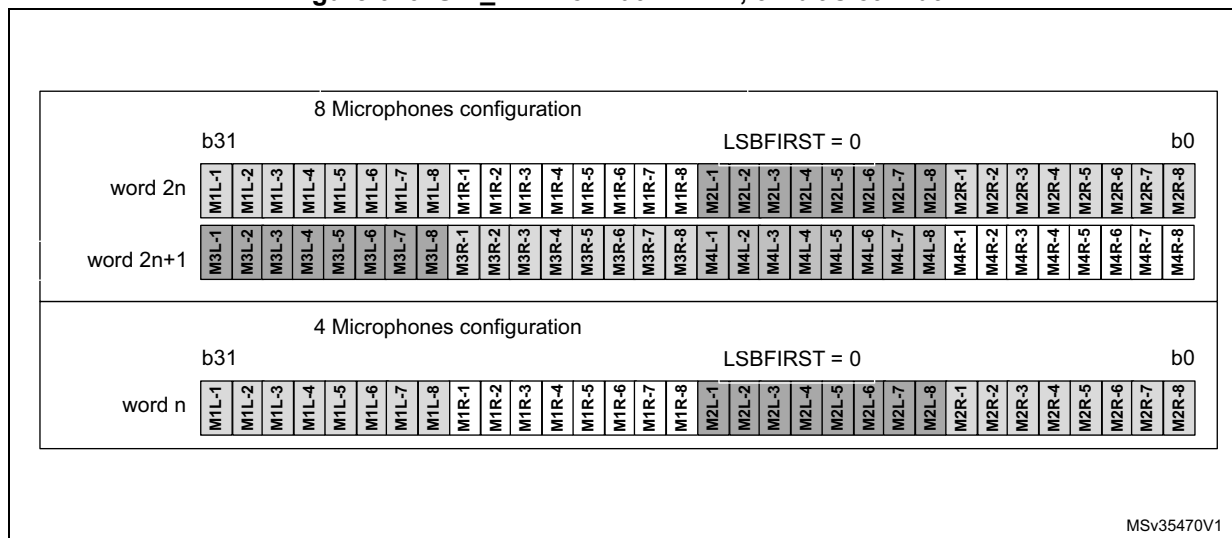 8 Microphones configuration
b31 LSBFIRST = 0 b0
word 2n M1L-1 M1L-2 M1L-3 M1L-4 M1L-5 M1L-6 M1L-7 M1L-8 M1R-1 M1R-2 M1R-3 M1R-4 M1R-5 M1R-6 M1R-7 M1R-8 M2L-1 M2L-2 M2L-3 M2L-4 M2L-5 M2L-6 M2L-7 M2L-8 M2R-1 M2R-2 M2R-3 M2R-4 M2R-5 M2R-6 M2R-7 M2R-8
word 2n+1 M3L-1 M3L-2 M3L-3 M3L-4 M3L-5 M3L-6 M3L-7 M3L-8 M3R-1 M3R-2 M3R-3 M3R-4 M3R-5 M3R-6 M3R-7 M3R-8 M4L-1 M4L-2 M4L-3 M4L-4 M4L-5 M4L-6 M4L-7 M4L-8 M4R-1 M4R-2 M4R-3 M4R-4 M4R-5 M4R-6 M4R-7 M4R-8
4 Microphones configuration
b31 LSBFIRST = 0 b0
word n M1L-1 M1L-2 M1L-3 M1L-4 M1L-5 M1L-6 M1L-7 M1L-8 M1R-1 M1R-2 M1R-3 M1R-4 M1R-5 M1R-6 M1R-7 M1R-8 M2L-1 M2L-2 M2L-3 M2L-4 M2L-5 M2L-6 M2L-7 M2L-8 M2R-1 M2R-2 M2R-3 M2R-4 M2R-5 M2R-6 M2R-7 M2R-8
MSv35470V1